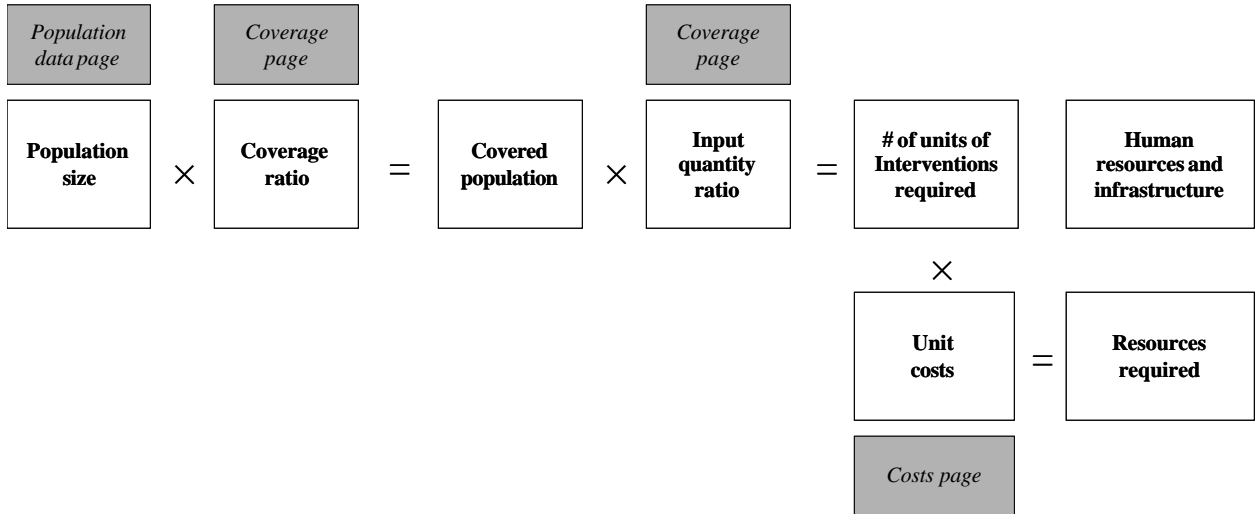 Population
data page
Coverage
page
Coverage
page
Population
size
×
Coverage
ratio
=
Covered
population
×
Input
quantity
ratio
=
# of units of
Interventions
required
Human
resources and
infrastructure
×
Unit
costs
=
Resources
required
Costs page